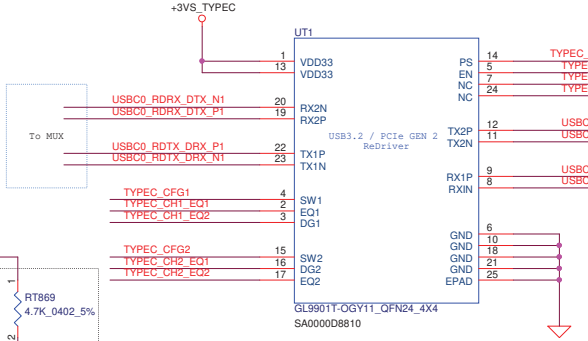 +3VS_TYPEC
UT1
1 VDD33 PS 14 TYPEC_
13 VDD33 EN 5 TYPE
NC 7 TYPE
NC 24 TYPE
USBC0_RDRX_DTX_N1 20 RX2N
USBC0_RDRX_DTX_P1 19 RX2P
To MUX
USB3.2 / PCIe GEN 2
ReDriver
TX2P 12 USBC
TX2N 11 USBC
USBC0_RDTX_DRX_P1 22 TX1P
USBC0_RDTX_DRX_N1 23 TX1N
RX1P 9 USBC
RXIN 8 USBC
TYPEC_CFG1 4 SW1
TYPEC_CH1_EQ1 2 EQ1
TYPEC_CH1_EQ2 3 DG1
GND 6
GND 10
GND 18
GND 21
EPAD 25
TYPEC_CFG2 15 SW2
TYPEC_CH2_EQ1 16 DG2
TYPEC_CH2_EQ2 17 EQ2
1
RT869
4.7K_0402_5%
2
GL9901T-OGY11_QFN24_4X4
SA0000D8810